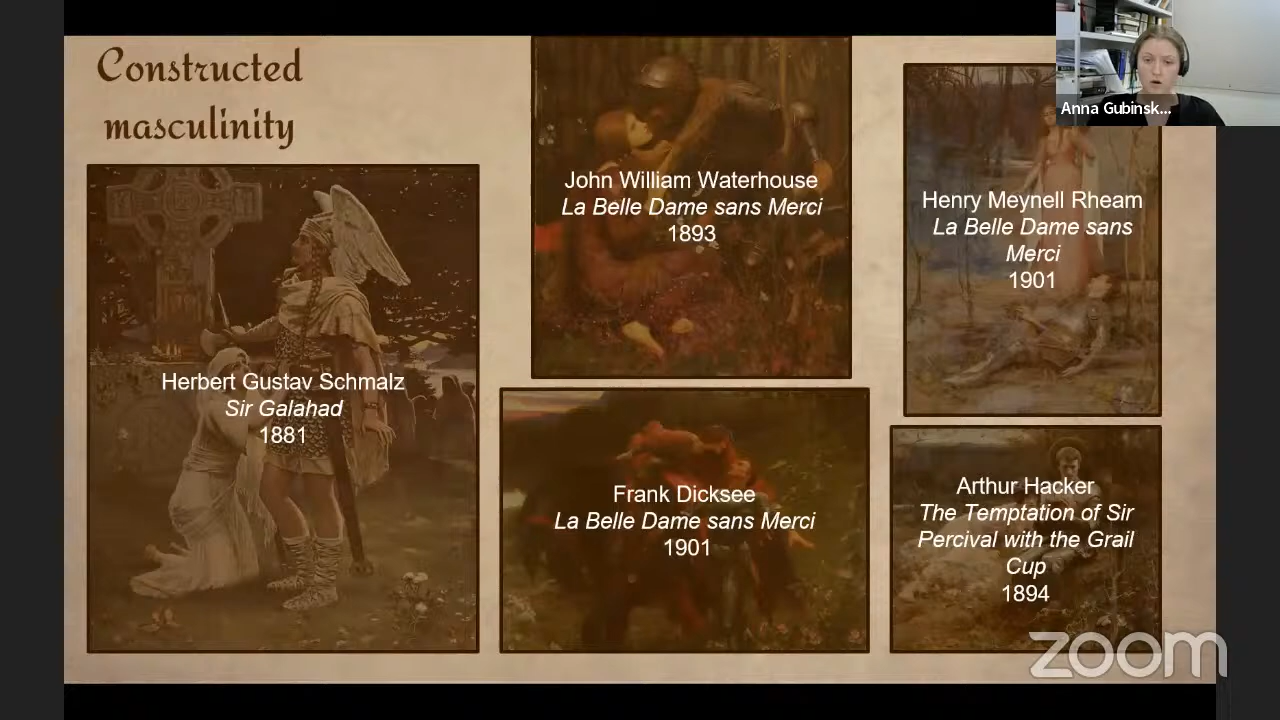 Constructed
masculinity
Herbert Gustav Schmalz
Sir Galahad
1881
John William Waterhouse
La Belle Dame sans Merci
1893
Frank Dicksee
La Belle Dame sans Merci
1901
Henry Meynell Rheam
La Belle Dame sans
Merci
1901
Arthur Hacker
The Temptation of Sir
Percival with the Grail
Cup
1894
Anna Gubinsk...
zoom